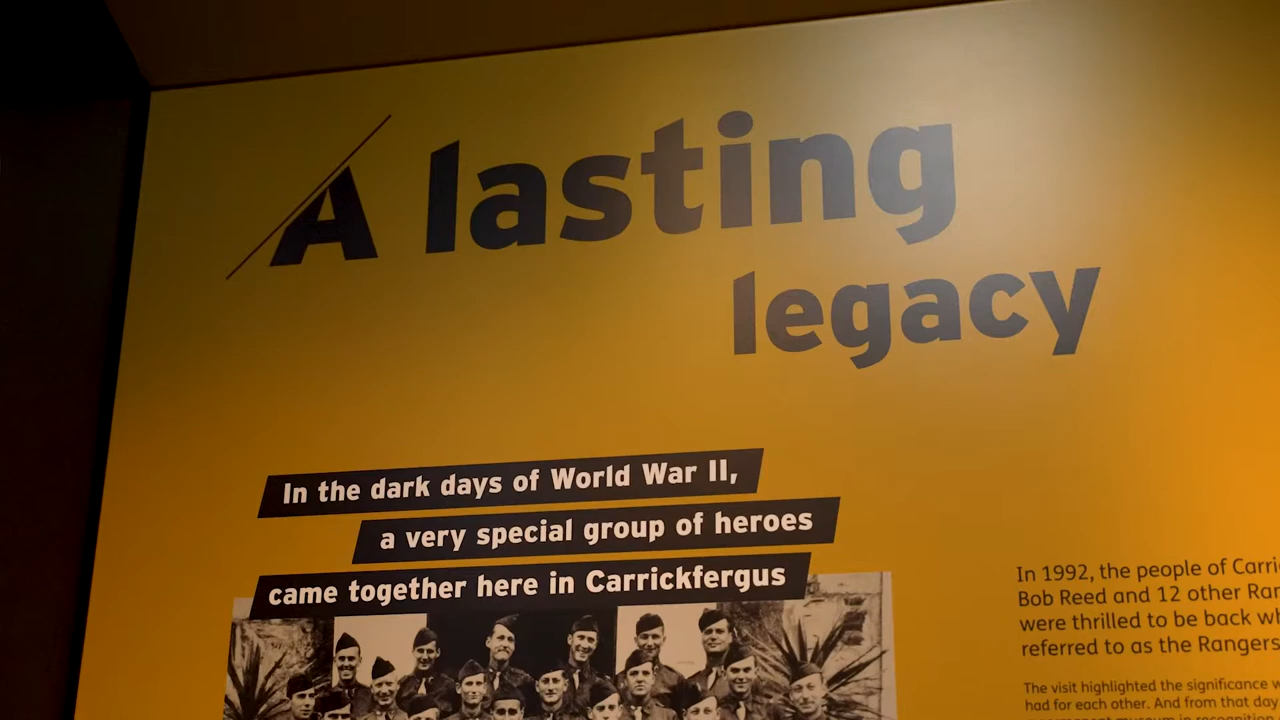 A lasting
legacy
In the dark days of World War II,
a very special group of heroes
came together here in Carrickfergus
In 1992, the people of
Bob Reed and 12 other
were thrilled to be back
referred to as the Rangers
The visit highlighted the significance
had for each other. And from that day
museum in